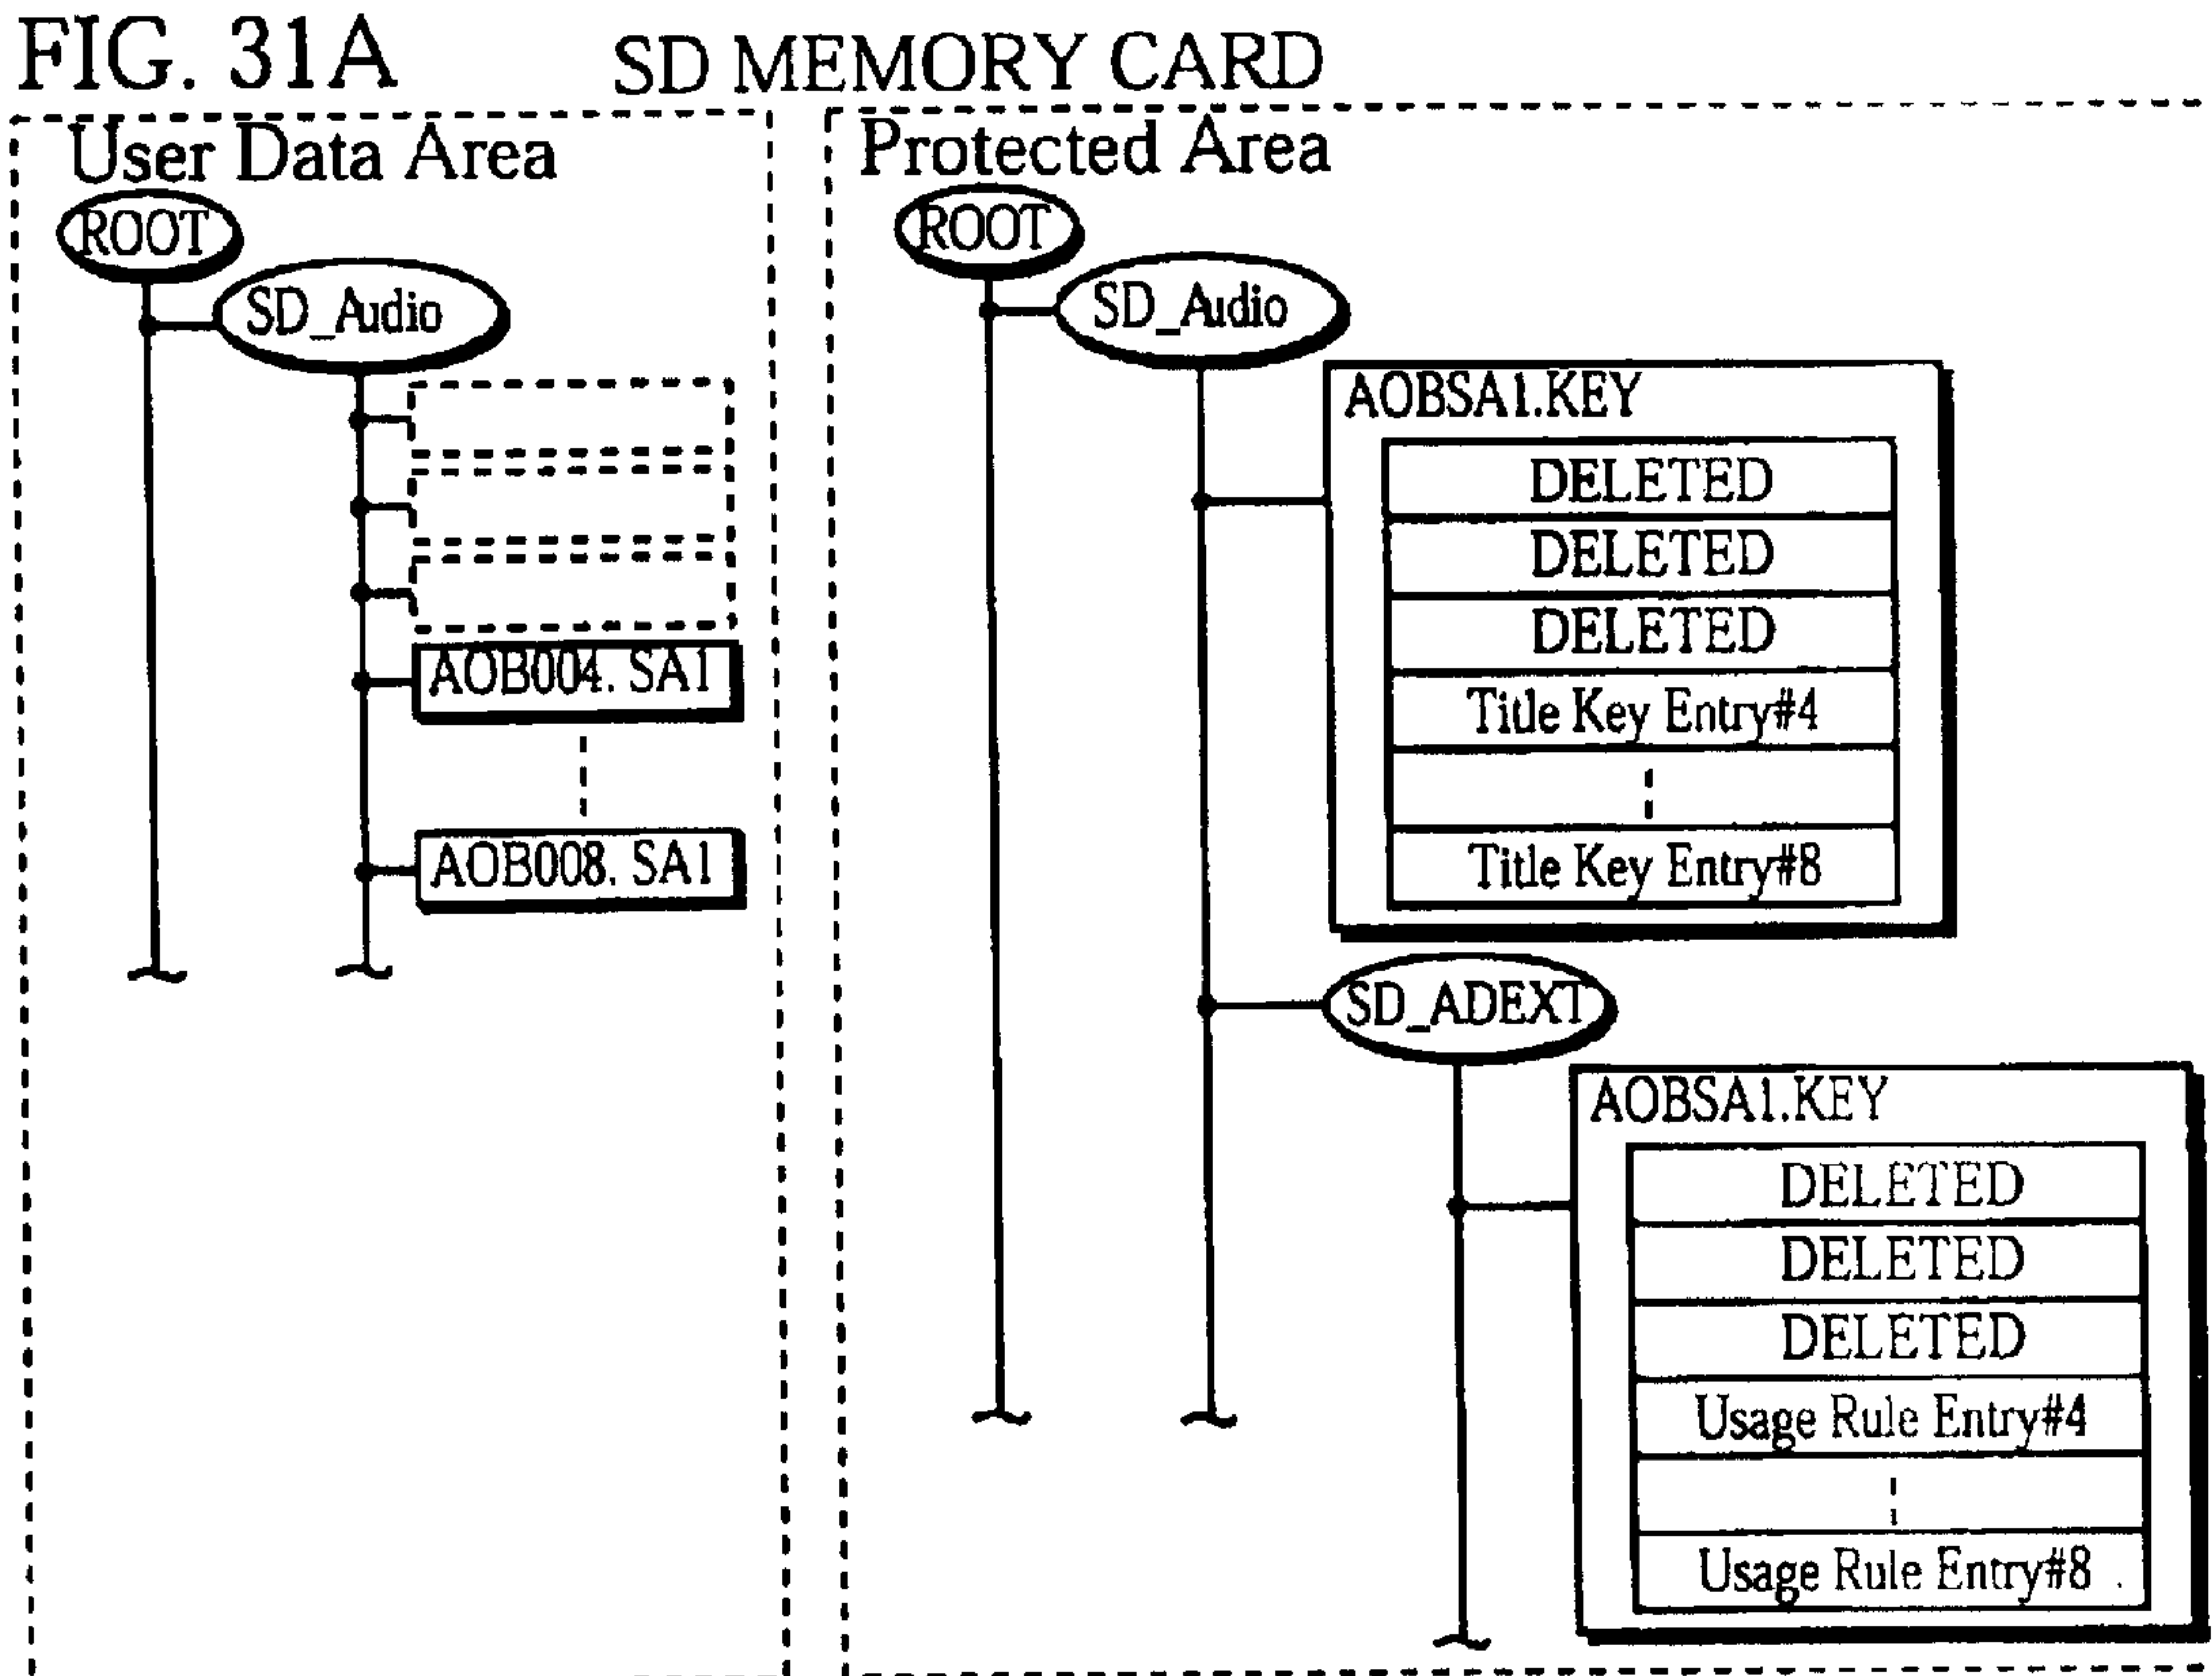 FIG. 31A
SD MEMORY CARD
User Data Area
ROOT
SD_Audio
AOB004. SA1
AOB008. SA1
Protected Area
ROOT
SD_Audio
AOBSA1.KEY
DELETED
DELETED
DELETED
Title Key Entry#4
Title Key Entry#8
SD_ADEXT
AOBSA1.KEY
DELETED
DELETED
DELETED
Usage Rule Entry#4
Usage Rule Entry#8